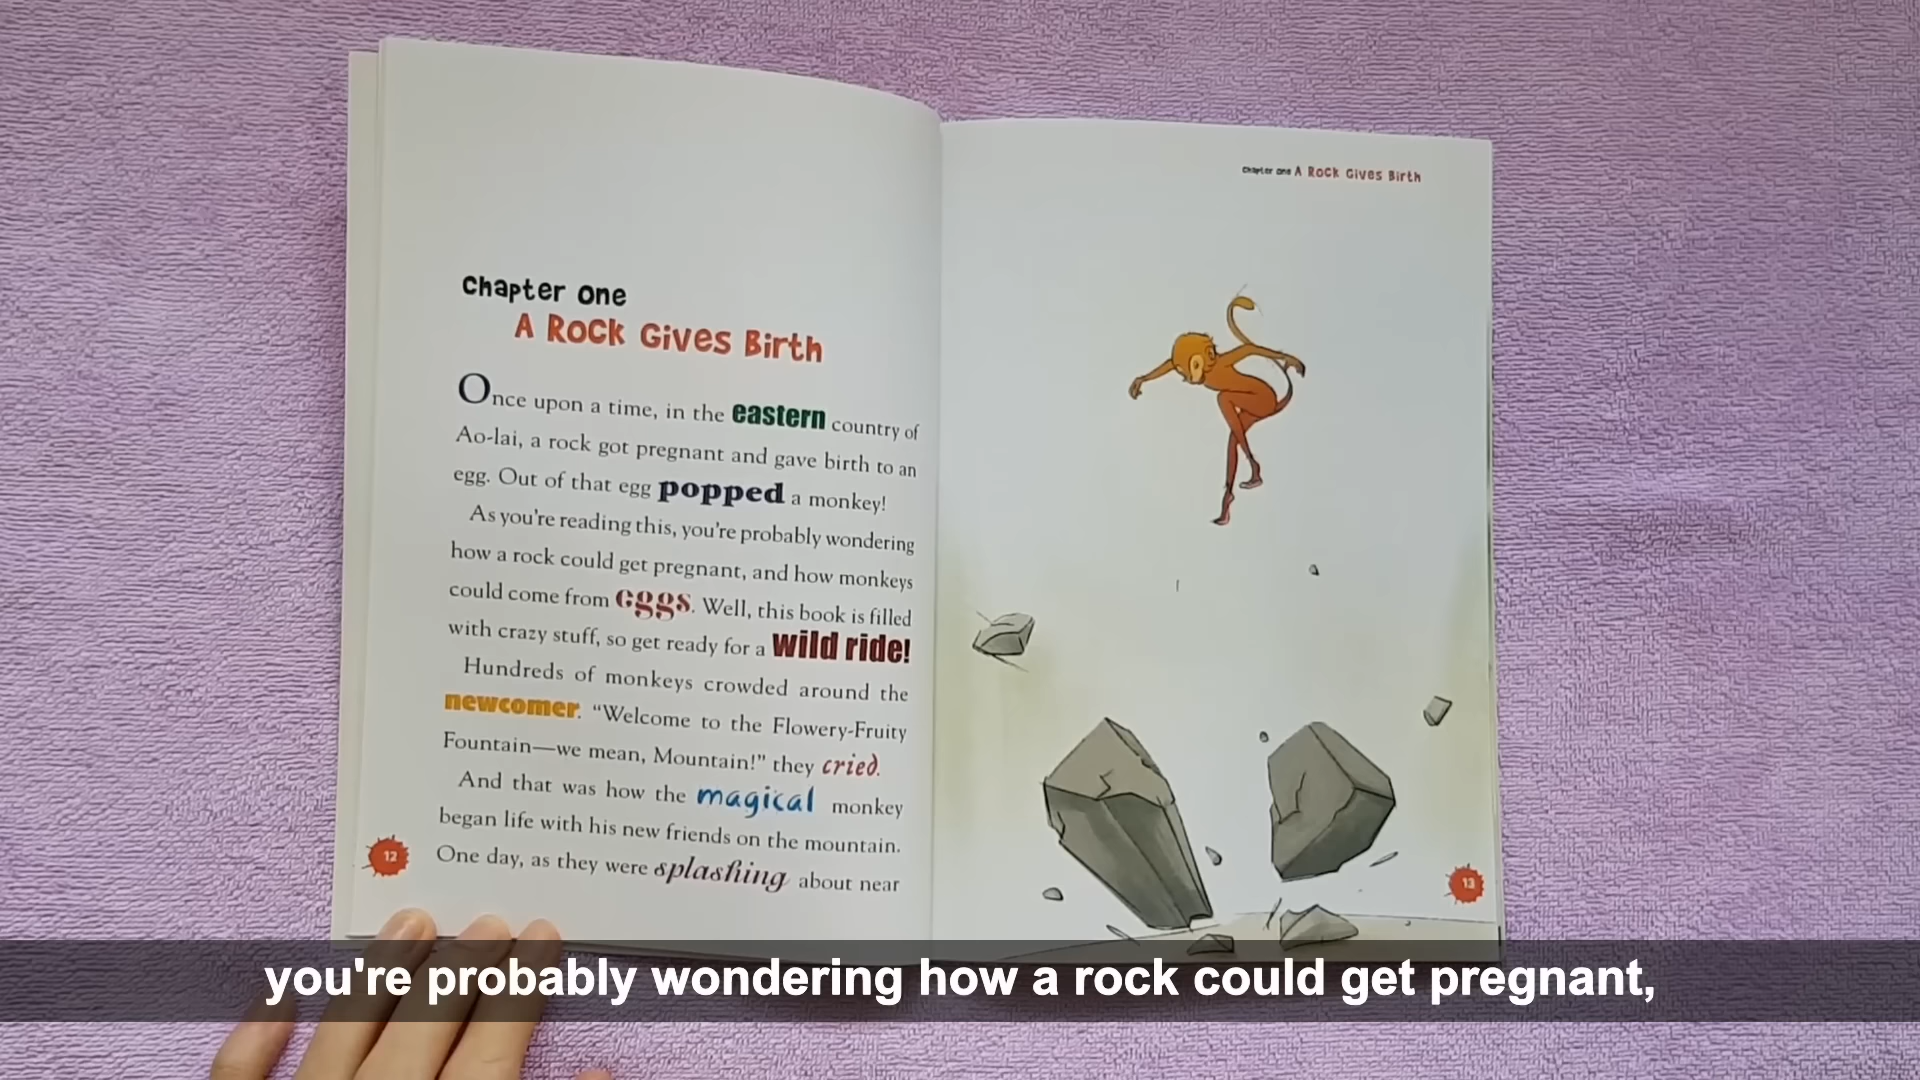 Chapter One
A Rock Gives Birth
Once upon a time, in the eastern country of
Ao-lai, a rock got pregnant and gave birth to an
egg. Out of that egg popped a monkey!
As you're reading this, you're probably wondering
how a rock could get pregnant, and how monkeys
could come from eggs. Well, this book is filled
with crazy stuff, so get ready for a wild ride!
Hundreds of monkeys crowded around the
newcomer. “Welcome to the Flowery-Fruity
Fountain—we mean, Mountain!” they cried.
And that was how the magical monkey
began life with his new friends on the mountain.
One day, as they were splashing about near
12
Chapter One A Rock Gives Birth
13
you're probably wondering how a rock could get pregnant,